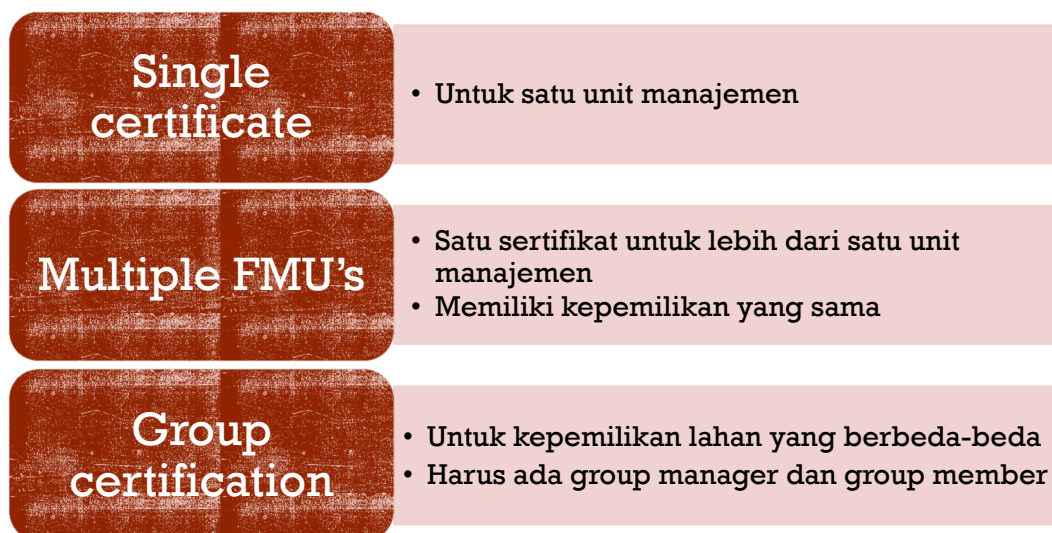 Single
certificate
• Untuk satu unit manajemen
Multiple FMU's
• Satu sertifikat untuk lebih dari satu unit
manajemen
• Memiliki kepemilikan yang sama
Group
certification
• Untuk kepemilikan lahan yang berbeda-beda
• Harus ada group manager dan group member